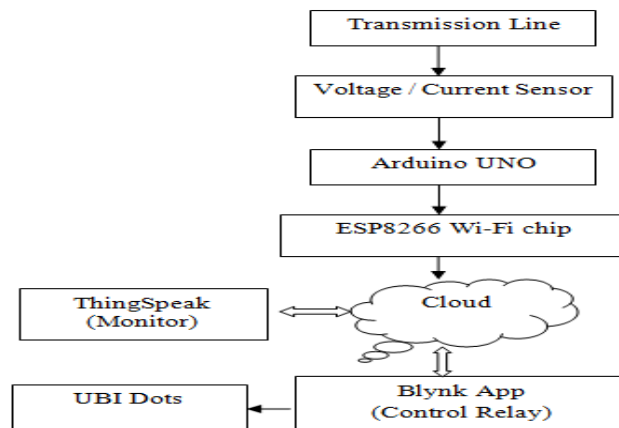 Transmission Line
Voltage / Current Sensor
Arduino UNO
ESP8266 Wi-Fi chip
Cloud
ThingSpeak
(Monitor)
Blynk App
(Control Relay)
UBI Dots